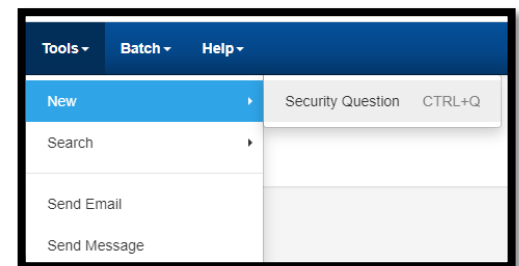 Tools Batch Help
New Security Question CTRL+Q
Search
Send Email
Send Message